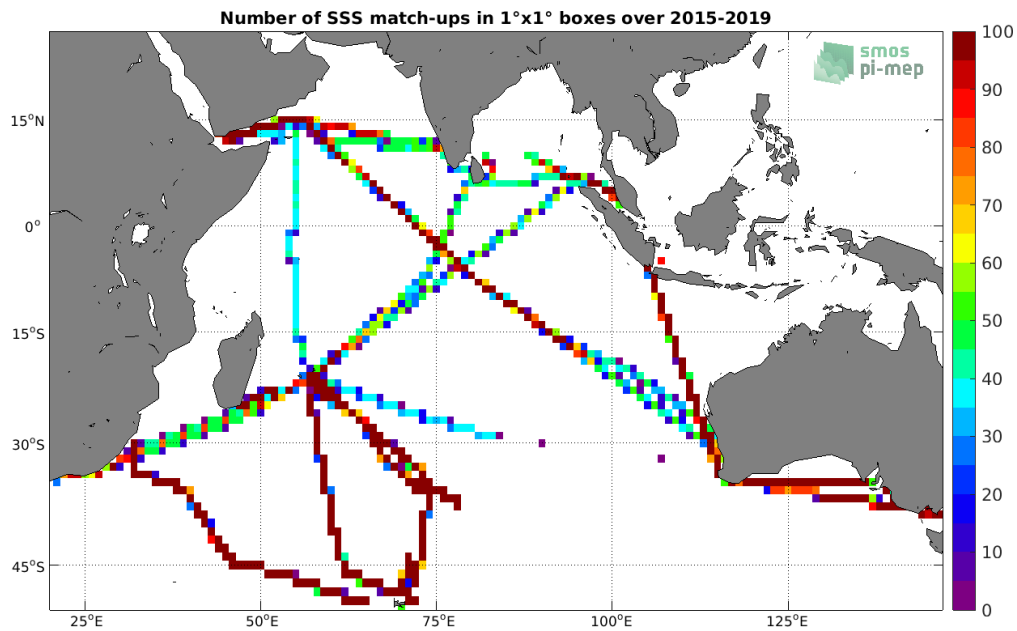 Number of SSS match-ups in 1°x1° boxes over 2015-2019
smos
pi-mep
15°N
0°
15°S
30°S
45°S
25°E
50°E
75°E
100°E
125°E
100
90
80
70
60
50
40
30
20
10
0